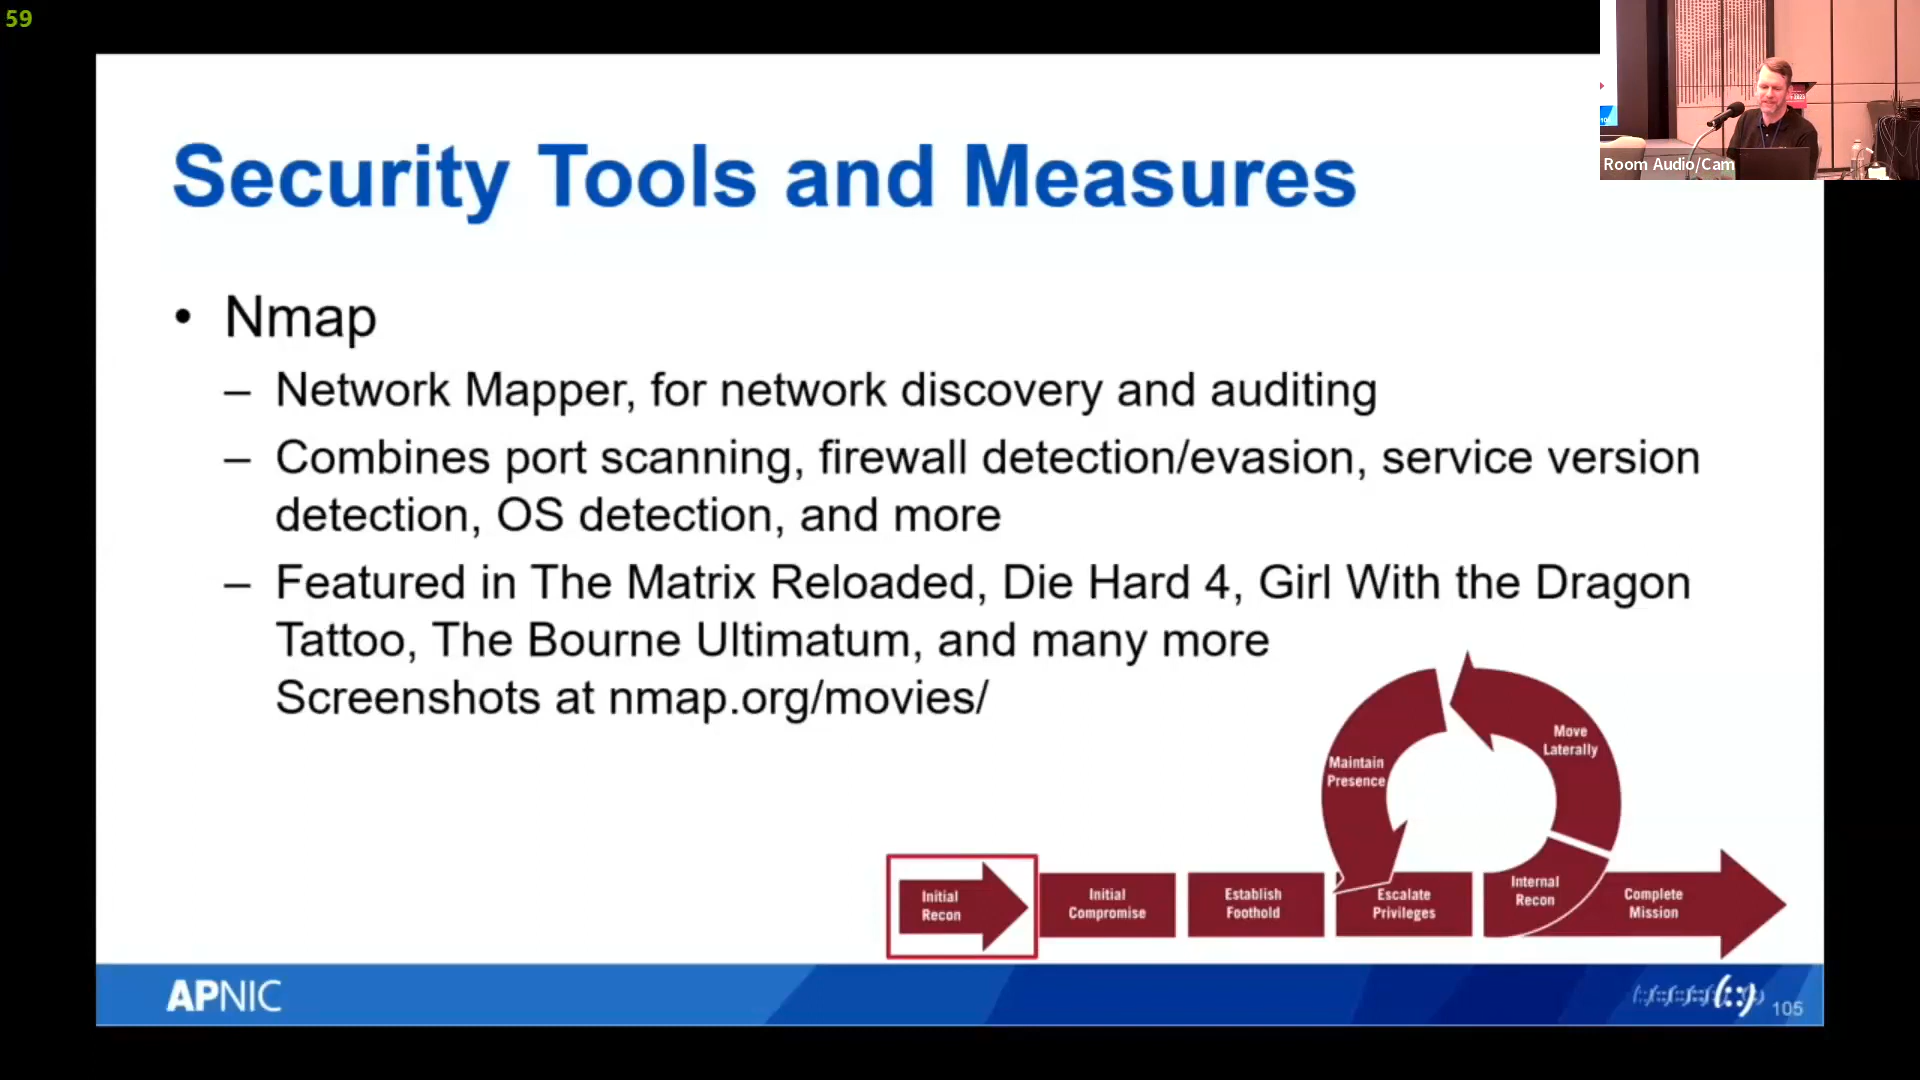 59
Room Audio/Cam
Security Tools and Measures
• Nmap
– Network Mapper, for network discovery and auditing
– Combines port scanning, firewall detection/evasion, service version
detection, OS detection, and more
– Featured in The Matrix Reloaded, Die Hard 4, Girl With the Dragon
Tattoo, The Bourne Ultimatum, and many more
Screenshots at nmap.org/movies/
Move
Laterally
Maintain
Presence
Initial
Recon
Initial
Compromise
Establish
Foothold
Escalate
Privileges
Internal
Recon
Complete
Mission
APNIC
105